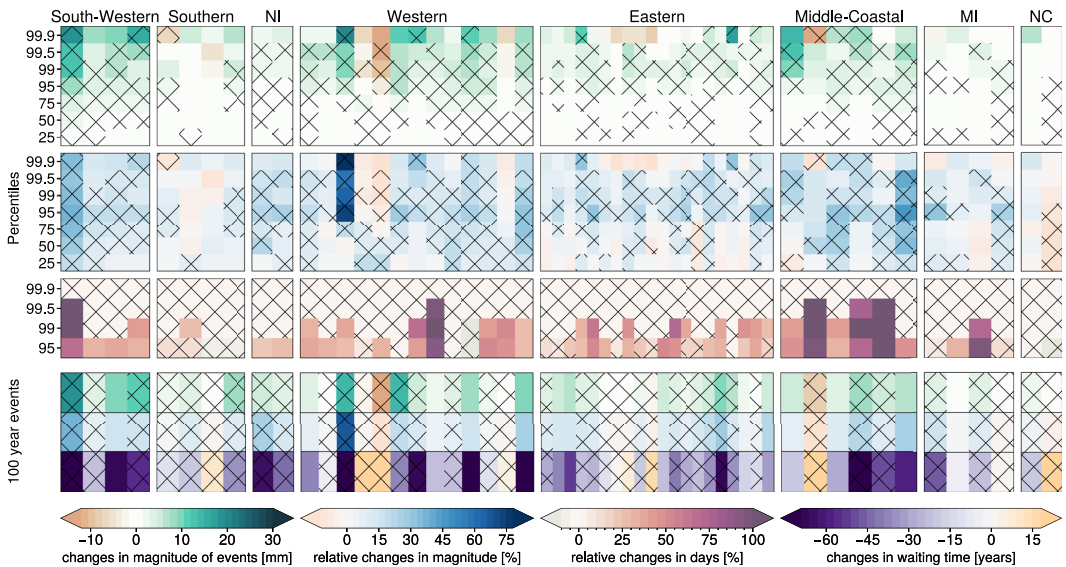 South-Western Southern NI Western Eastern Middle-Coastal MI NC
99.9
99.5
99
95
75
50
25
Percentiles
99.9
99.5
99
95
75
50
25
99.9
99.5
99
95
100 year events
−10 0 10 20 30
changes in magnitude of events [mm]
0 15 30 45 60 75
relative changes in magnitude [%]
0 25 50 75 100
relative changes in days [%]
−60 −45 −30 −15 0 15
changes in waiting time [years]